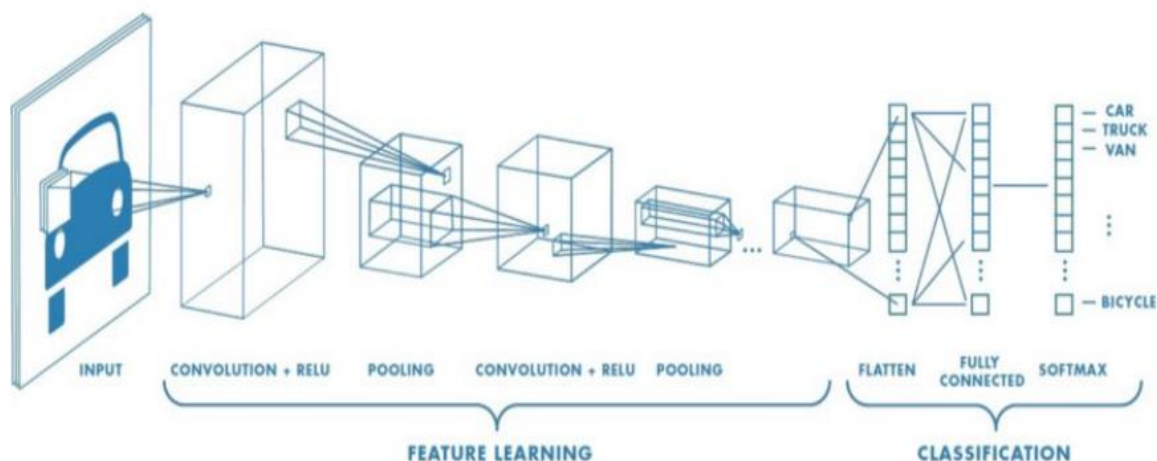 CAR
TRUCK
VAN
BICYCLE
INPUT
CONVOLUTION + RELU
POOLING
CONVOLUTION + RELU
POOLING
FLATTEN
FULLY
CONNECTED
SOFTMAX
FEATURE LEARNING
CLASSIFICATION